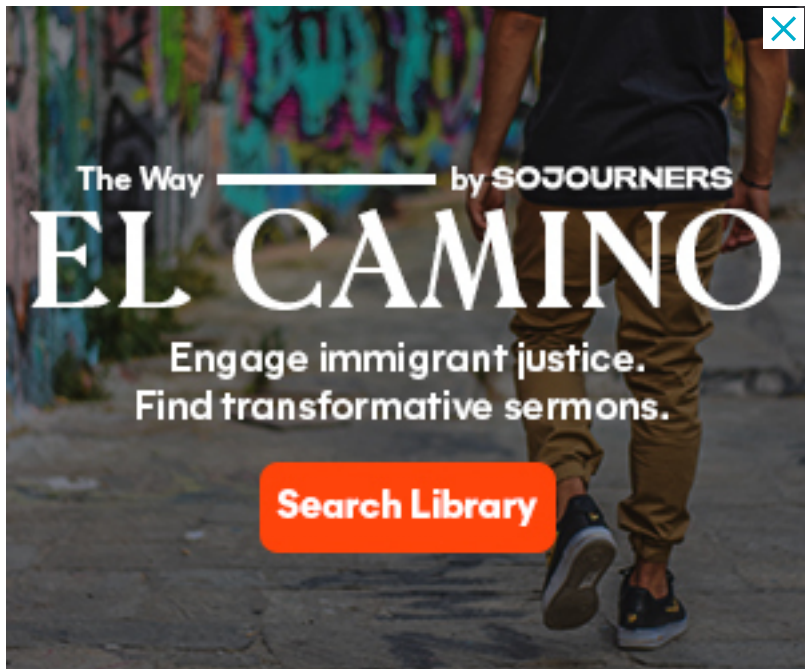 The Way by SOJOURNERS
EL CAMINO
Engage immigrant justice.
Find transformative sermons.
Search Library